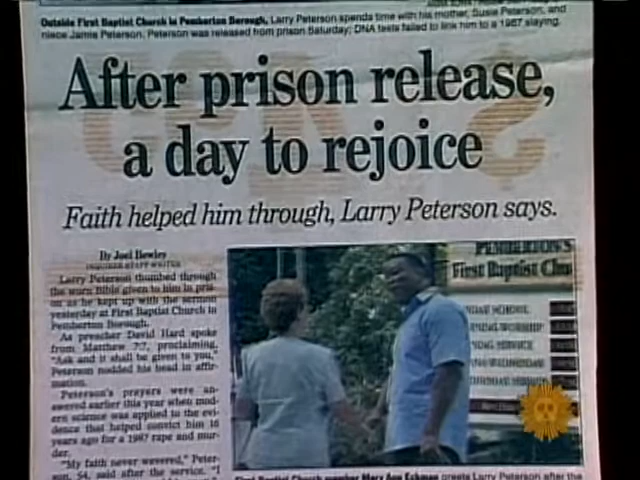 Outside First Baptist Church in Pemberton Borough, Larry Peterson spends time with his mother, Susie Peterson, and
niece Jamie Peterson. Peterson was released from prison Saturday; DNA tests failed to link him to a 1987 slaying.
After prison release,
a day to rejoice
Faith helped him through, Larry Peterson says.
By Joel Bewley
INQUIRER STAFF WRITER
Larry Peterson thumbed through
the worn Bible given to him in pris-
on as he kept up with the sermon
yesterday at First Baptist Church in
Pemberton Borough.
As preacher David Hard spoke
from Matthew 7:7, proclaiming,
"Ask and it shall be given to you,"
Peterson nodded his head in affir-
mation.
Peterson's prayers were an-
swered earlier this year when mod-
ern science was applied to the evi-
dence that helped convict him 16
years ago for a 1987 rape and mur-
der.
"My faith never wavered," Peter-
son, 54, said after the service. "I
PEMBERTON'S
First Baptist Chu
First Baptist Church member Mary Ann Eckman greets Larry Peterson after the